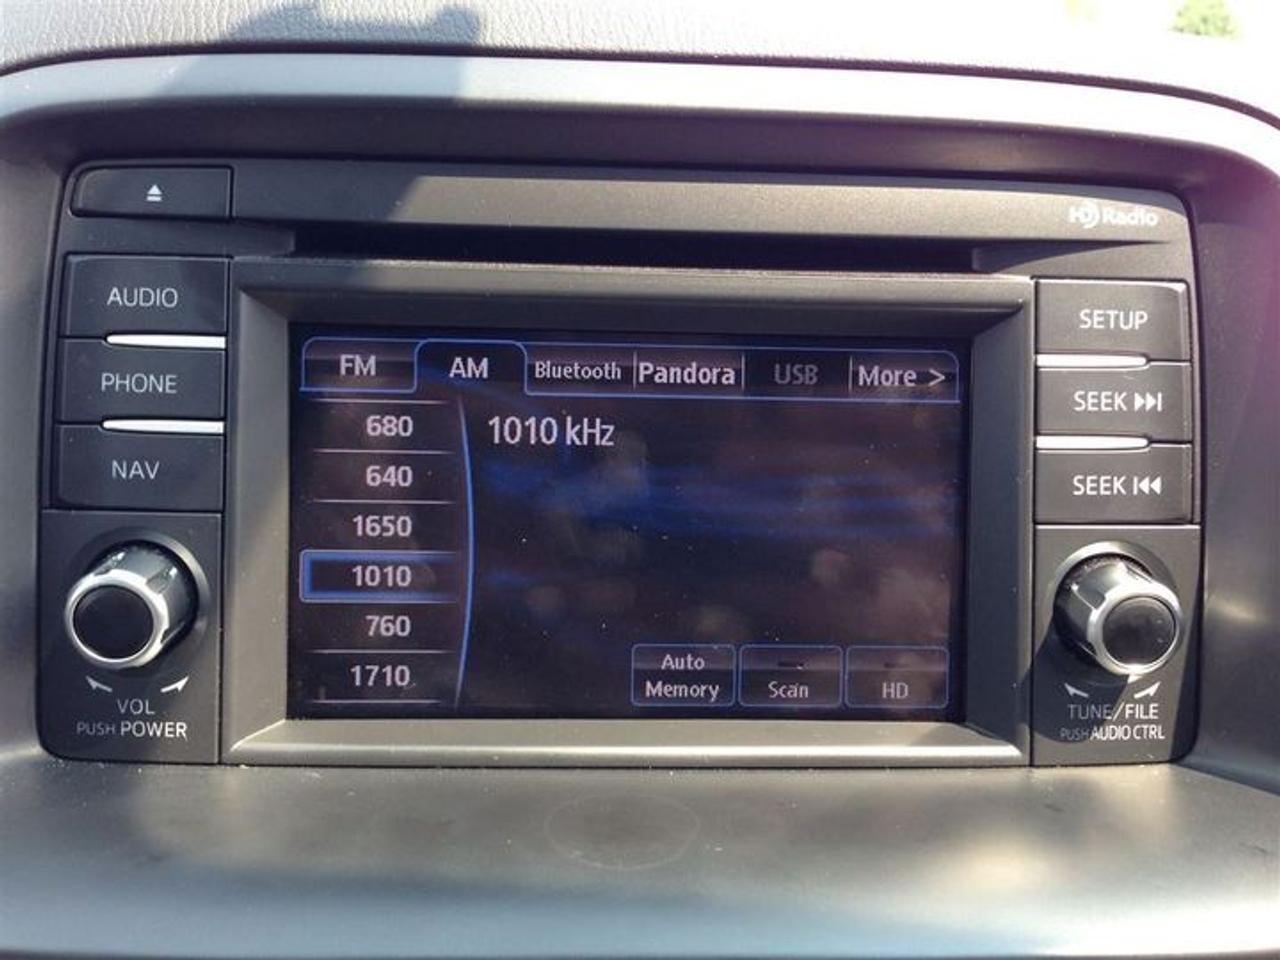 HD Radio
AUDIO
PHONE
NAV
VOL
PUSH POWER
FM AM Bluetooth Pandora USB More >
680
640
1650
1010
760
1710
1010 kHz
Auto
Memory
Scan
HD
SETUP
SEEK
SEEK
TUNE/FILE
PUSH AUDIO CTRL